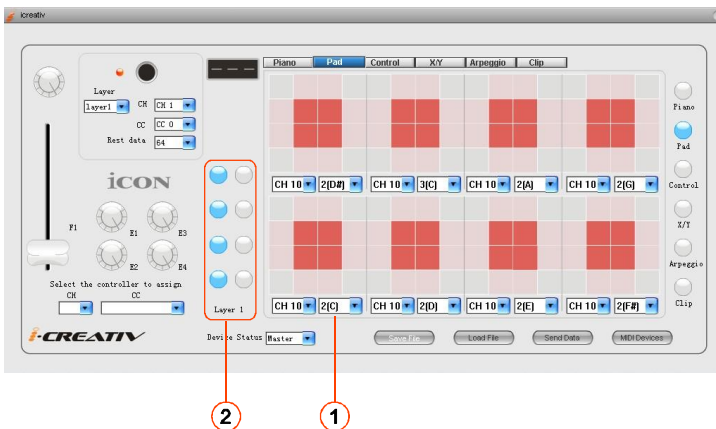 icreativ
Piano Pad Control X/Y Arpeggio Clip
Layer
layer1 CH CH 1
CC CC 0
Rest data 64
Piano
Pad
Control
X/Y
Arpeggio
Clip
iCON
CH 10 2(D#) CH 10 3(C) CH 10 2(A) CH 10 2(G)
F1 E1 E3
E2 E4
Select the controller to assign
CH CC
Layer 1
CH 10 2(C) CH 10 2(D) CH 10 2(E) CH 10 2(F#)
i-CREATIV
Device Status Master Save File Load File Send Data MIDI Devices
2 1